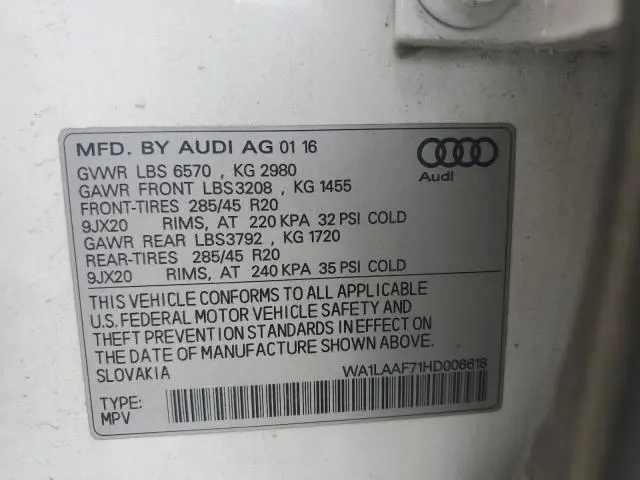 MFD. BY AUDI AG 01 16
GVWR LBS 6570 , KG 2980
GAWR FRONT LBS3208 , KG 1455
FRONT-TIRES 285/45 R20
9JX20 RIMS, AT 220 KPA 32 PSI COLD
GAWR REAR LBS3792 , KG 1720
REAR-TIRES 285/45 R20
9JX20 RIMS, AT 240 KPA 35 PSI COLD
Audi
THIS VEHICLE CONFORMS TO ALL APPLICABLE
U.S. FEDERAL MOTOR VEHICLE SAFETY AND
THEFT PREVENTION STANDARDS IN EFFECT ON
THE DATE OF MANUFACTURE SHOWN ABOVE.
SLOVAKIA WA1LAAF71HD006618
TYPE:
MPV